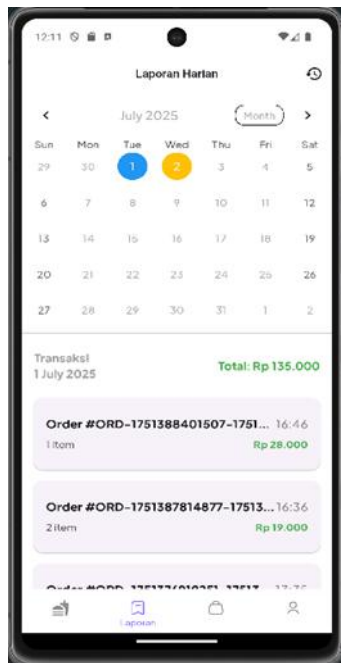 12:11
Laporan Harian
July 2025 Month
Sun Mon Tue Wed Thu Fri Sat
29 30 1 2 3 4 5
6 7 8 9 10 11 12
13 14 15 16 17 18 19
20 21 22 23 24 25 26
27 28 29 30 31 1 2
Transaksi
1 July 2025
Total: Rp 135.000
Order #ORD-1751388401507-1751... 16:46
1 item Rp 28.000
Order #ORD-1751387814877-17513... 16:36
2 item Rp 19.000
Laporan